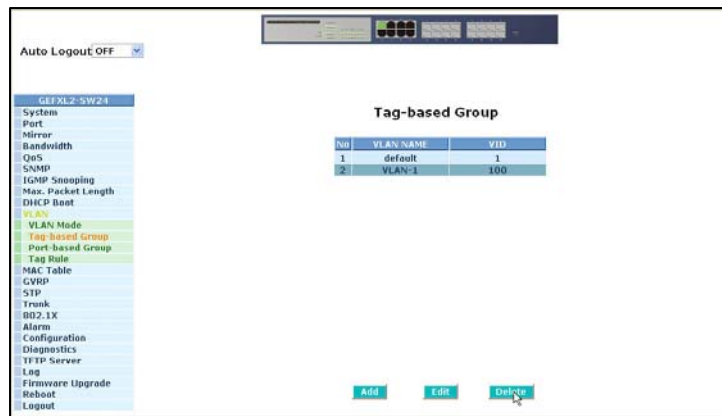 Auto Logout OFF
GEFXL2-SW24
System
Port
Mirror
Bandwidth
QoS
SNMP
IGMP Snooping
Max. Packet Length
DHCP Boot
VLAN
VLAN Mode
Tag-based Group
Port-based Group
Tag Rule
MAC Table
GVRP
STP
Trunk
802.1X
Alarm
Configuration
Diagnostics
TFTP Server
Log
Firmware Upgrade
Reboot
Logout
Tag-based Group
No VLAN NAME VID
1 default 1
2 VLAN-1 100
Add Edit Delete